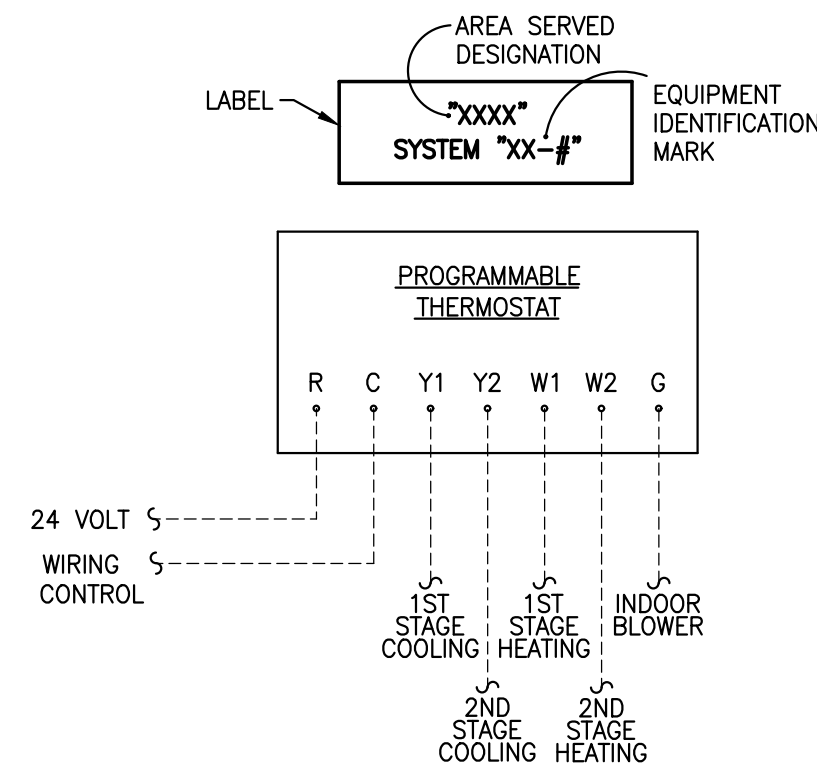 AREA SERVED
DESIGNATION
LABEL
"XXXX"
SYSTEM "XX-#"
EQUIPMENT
IDENTIFICATION
MARK
PROGRAMMABLE
THERMOSTAT
R C Y1 Y2 W1 W2 G
24 VOLT
WIRING
CONTROL
1ST
STAGE
COOLING
1ST
STAGE
HEATING
INDOOR
BLOWER
2ND
STAGE
COOLING
2ND
STAGE
HEATING